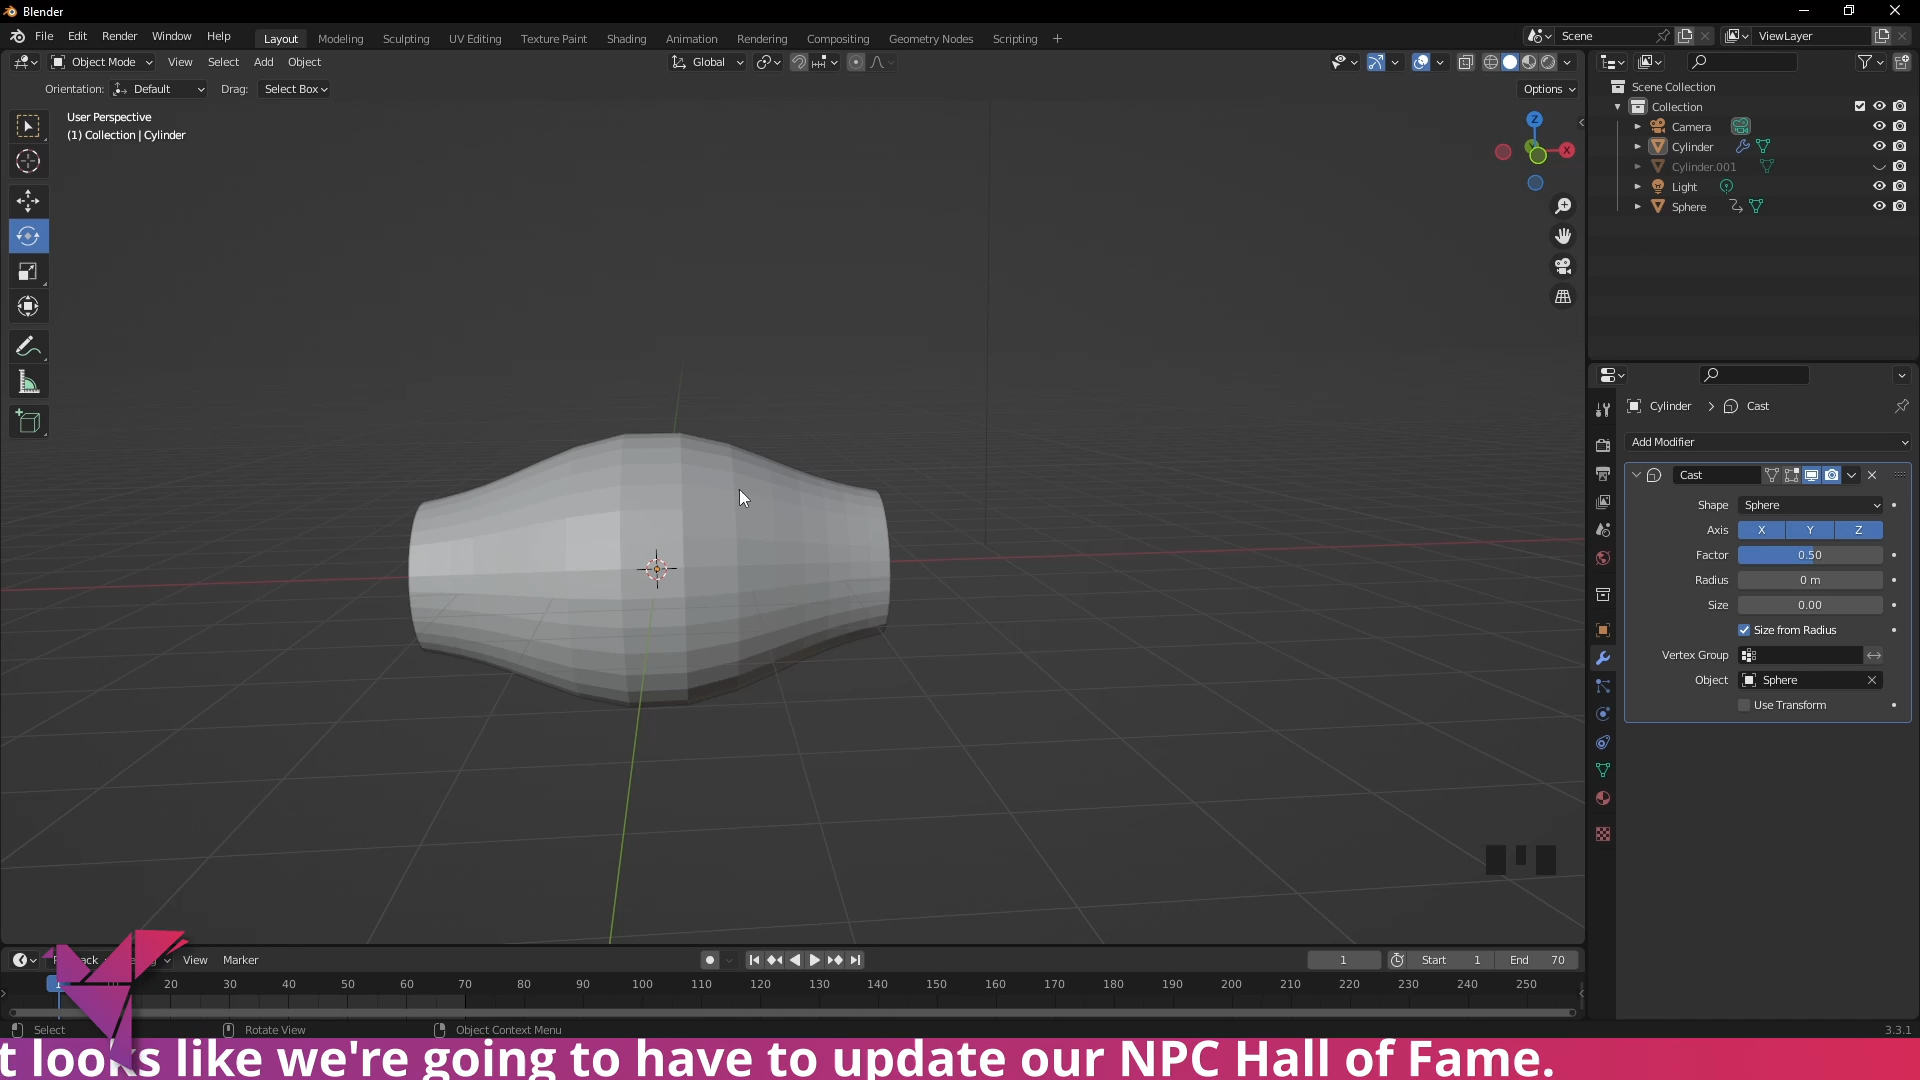 Blender
File Edit Render Window Help
Layout Modeling Sculpting UV Editing Texture Paint Shading Animation Rendering Compositing Geometry Nodes Scripting +
Scene
ViewLayer
Object Mode View Select Add Object
Global
Orientation: Default Drag: Select Box
Options
User Perspective
(1) Collection | Cylinder
Z
X
Scene Collection
Collection
Camera
Cylinder
Cylinder.001
Light
Sphere
Cylinder > Cast
Add Modifier
Cast
Shape Sphere
Axis X Y Z
Factor 0.50
Radius 0 m
Size 0.00
Size from Radius
Vertex Group
Object Sphere
Use Transform
View Marker
1 Start 1 End 70
20 30 40 50 60 70 80 90 100 110 120 130 140 150 160 170 180 190 200 210 220 230 240 250
Select Rotate View Object Context Menu
3.3.1
t looks like we're going to have to update our NPC Hall of Fame.